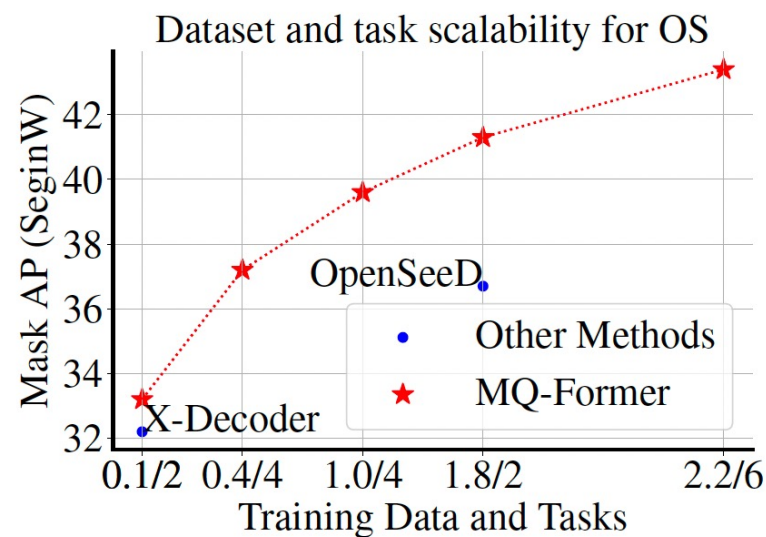 Dataset and task scalability for OS
Mask AP (SeginW)
42
40
38
36
34
32
OpenSeeD
X-Decoder
Other Methods
MQ-Former
0.1/2 0.4/4 1.0/4 1.8/2 2.2/6
Training Data and Tasks